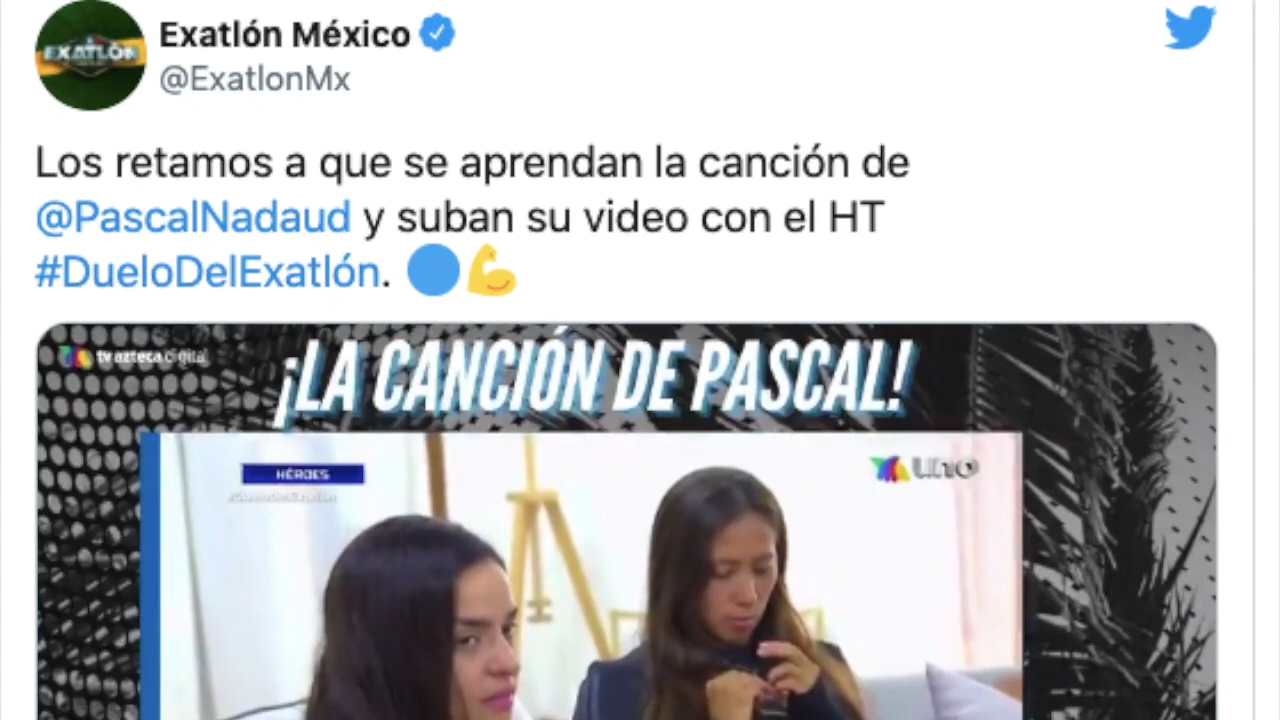 EXATLÓN
Exatlón México
@ExatlonMx
Los retamos a que se aprendan la canción de
@PascalNadaud y suban su video con el HT
#DueloDelExatlón.
tv azteca digital
¡LA CANCIÓN DE PASCAL!
HÉROES
uno